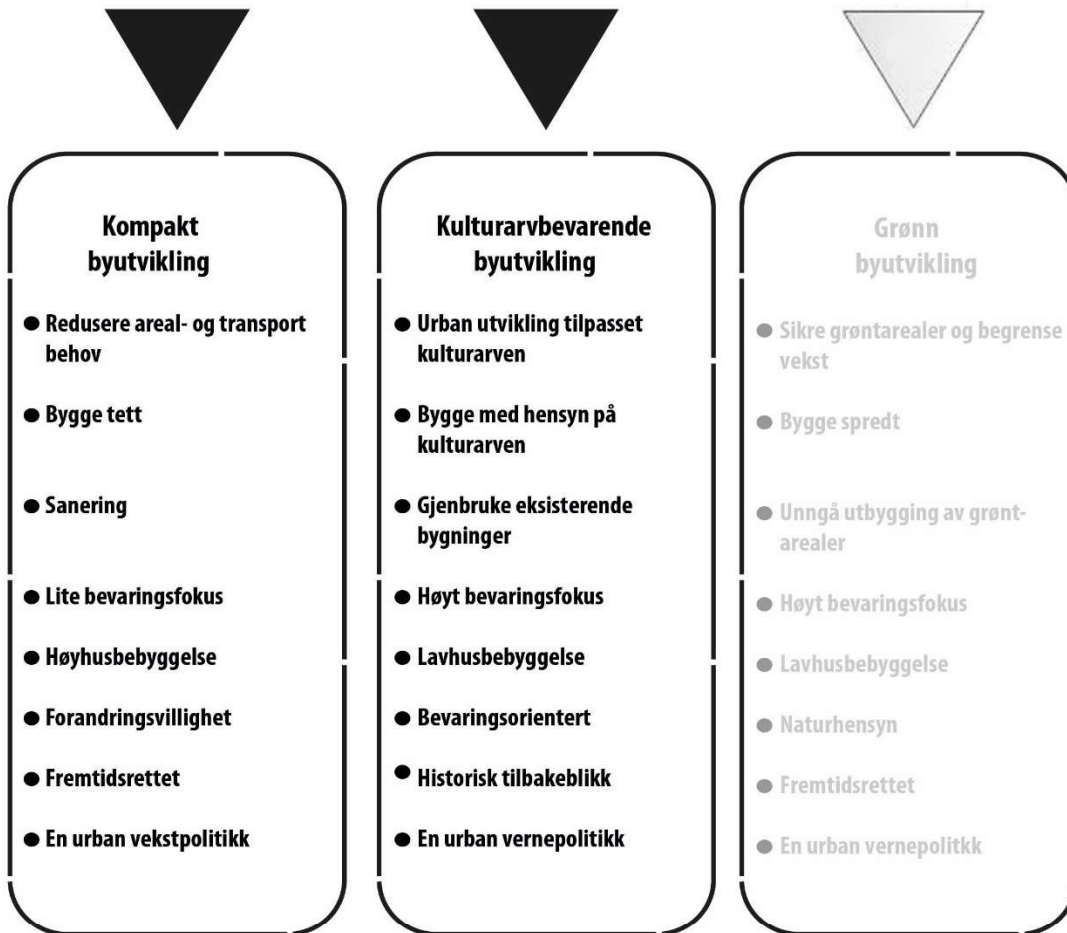 Kompakt
byutvikling
● Redusere areal- og transport
behov
● Bygge tett
● Sanering
● Lite bevaringsfokus
● Høyhusbebyggelse
● Forandringsvillighet
● Fremtidsrettet
● En urban vekstpolitikk
Kulturarvbevarende
byutvikling
● Urban utvikling tilpasset
kulturarven
● Bygge med hensyn på
kulturarven
● Gjenbruke eksisterende
bygninger
● Høyt bevaringsfokus
● Lavhusbebyggelse
● Bevaringsorientert
● Historisk tilbakeblikk
● En urban vernepolitikk
Grønn
byutvikling
● Sikre grøntarealer og begrense
vekst
● Bygge spredt
● Unngå utbygging av grønt-
arealer
● Høyt bevaringsfokus
● Lavhusbebyggelse
● Naturhensyn
● Fremtidsrettet
● En urban vernepolitkk